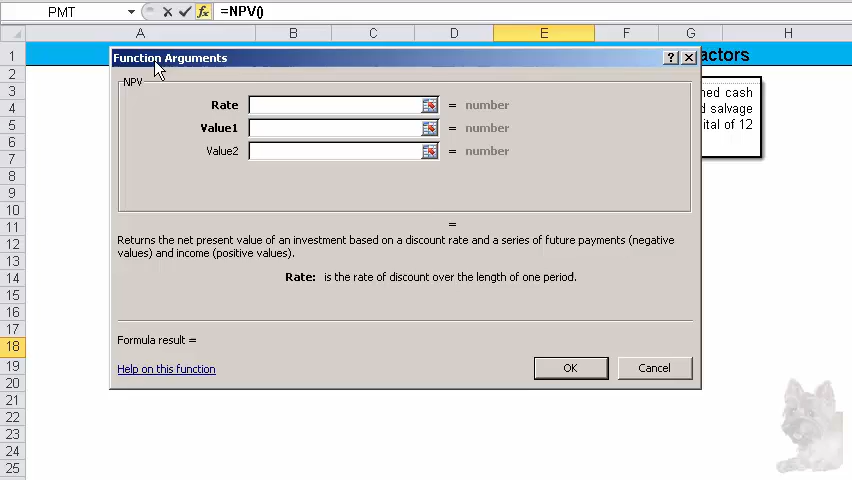 PMT =NPV()
A B C D E F G H
1 actors
2
3 ned cash
4 d salvage
5 ital of 12
6
7
8
9
10
11
12
13
14
15
16
17
18
19
20
21
22
23
24
25
Function Arguments ?
NPV
Rate = number
Value1 = number
Value2 = number
=
Returns the net present value of an investment based on a discount rate and a series of future payments (negative
values) and income (positive values).
Rate: is the rate of discount over the length of one period.
Formula result =
Help on this function OK Cancel